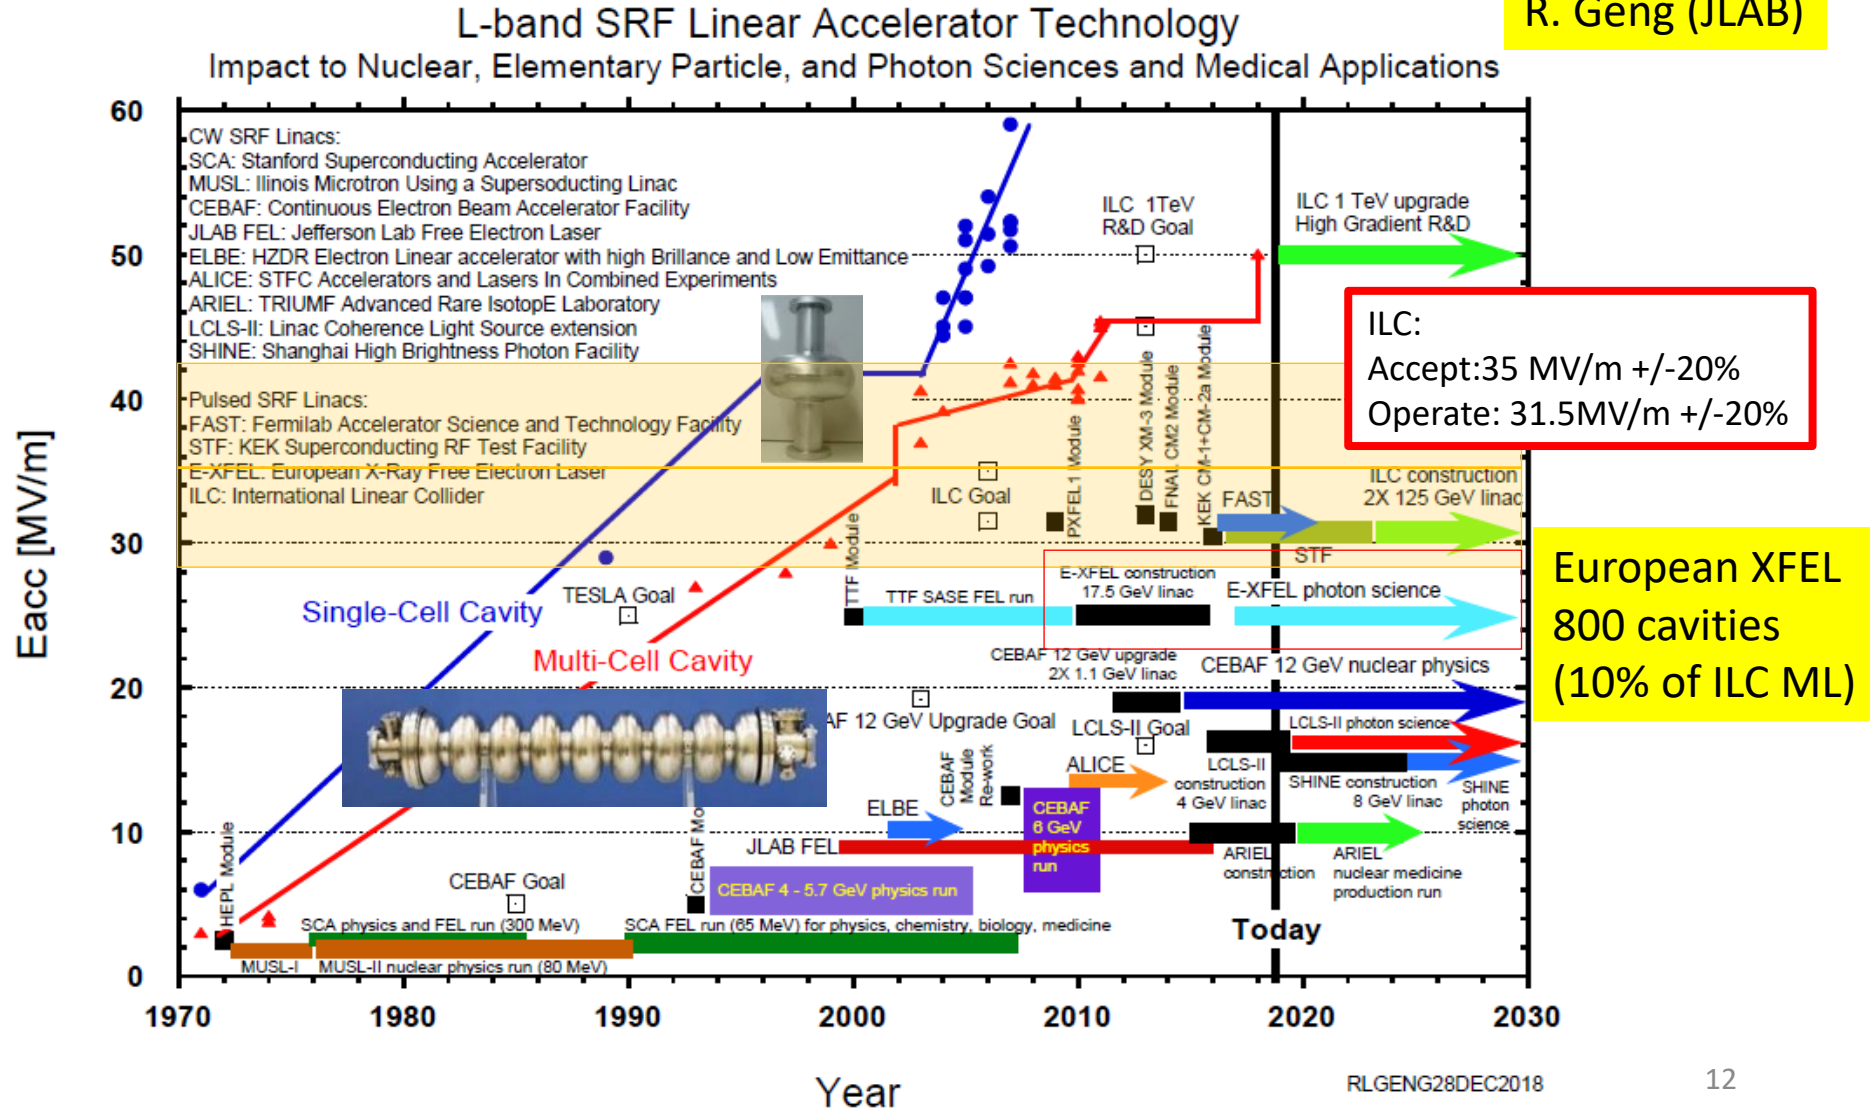 L-band SRF Linear Accelerator Technology
R. Geng (JLAB)
Impact to Nuclear, Elementary Particle, and Photon Sciences and Medical Applications
Eacc [MV/m]
60
50
40
30
20
10
0
CW SRF Linacs:
SCA: Stanford Superconducting Accelerator
MUSL: Illinois Microtron Using a Supersoducting Linac
CEBAF: Continuous Electron Beam Accelerator Facility
JLAB FEL: Jefferson Lab Free Electron Laser
ELBE: HZDR Electron Linear accelerator with high Brillance and Low Emittance
ALICE: STFC Accelerators and Lasers In Combined Experiments
ARIEL: TRIUMF Advanced Rare IsotopE Laboratory
LCLS-II: Linac Coherence Light Source extension
SHINE: Shanghai High Brightness Photon Facility
Pulsed SRF Linacs:
FAST: Fermilab Accelerator Science and Technology Facility
STF: KEK Superconducting RF Test Facility
E-XFEL: European X-Ray Free Electron Laser
ILC: International Linear Collider
ILC 1TeV
R&D Goal
ILC 1 TeV upgrade
High Gradient R&D
ILC:
Accept:35 MV/m +/-20%
Operate: 31.5MV/m +/-20%
ILC Goal
PXFEL1 Module
DESY XM-3 Module
FNAL CM2 Module
KEK CM-1+CM-2a Module
FAST
ILC construction
2X 125 GeV linac
STF
European XFEL
800 cavities
(10% of ILC ML)
Single-Cell Cavity
TESLA Goal
TTF Module
TTF SASE FEL run
E-XFEL construction
17.5 GeV linac
E-XFEL photon science
Multi-Cell Cavity
CEBAF 12 GeV upgrade
2X 1.1 GeV linac
CEBAF 12 GeV nuclear physics
AF 12 GeV Upgrade Goal
LCLS-II Goal
LCLS-II photon science
CEBAF
Module
Re-work
ALICE
LCLS-II
construction
4 GeV linac
SHINE construction
8 GeV linac
SHINE
photon
science
HEPL Module
CEBAF Mo
ELBE
JLAB FEL
CEBAF
6 GeV
physics
run
ARIEL
construction
ARIEL
nuclear medicine
production run
CEBAF Goal
CEBAF 4 - 5.7 GeV physics run
SCA physics and FEL run (300 MeV)
SCA FEL run (65 MeV) for physics, chemistry, biology, medicine
Today
MUSL-I
MUSL-II nuclear physics run (80 MeV)
1970
1980
1990
2000
2010
2020
2030
Year
RLGENG28DEC2018
12